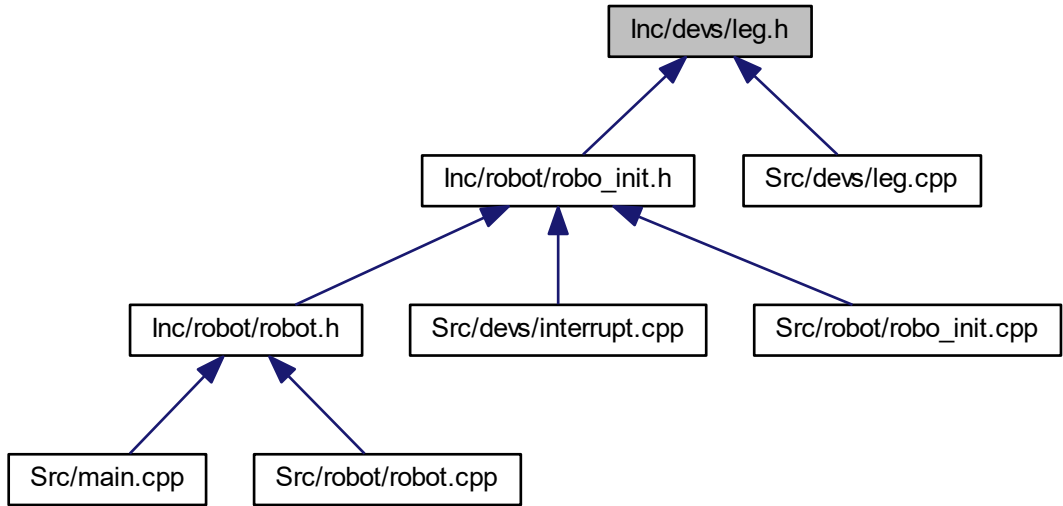 Inc/devs/leg.h
Inc/robot/robo_init.h
Src/devs/leg.cpp
Inc/robot/robot.h
Src/devs/interrupt.cpp
Src/robot/robo_init.cpp
Src/main.cpp
Src/robot/robot.cpp